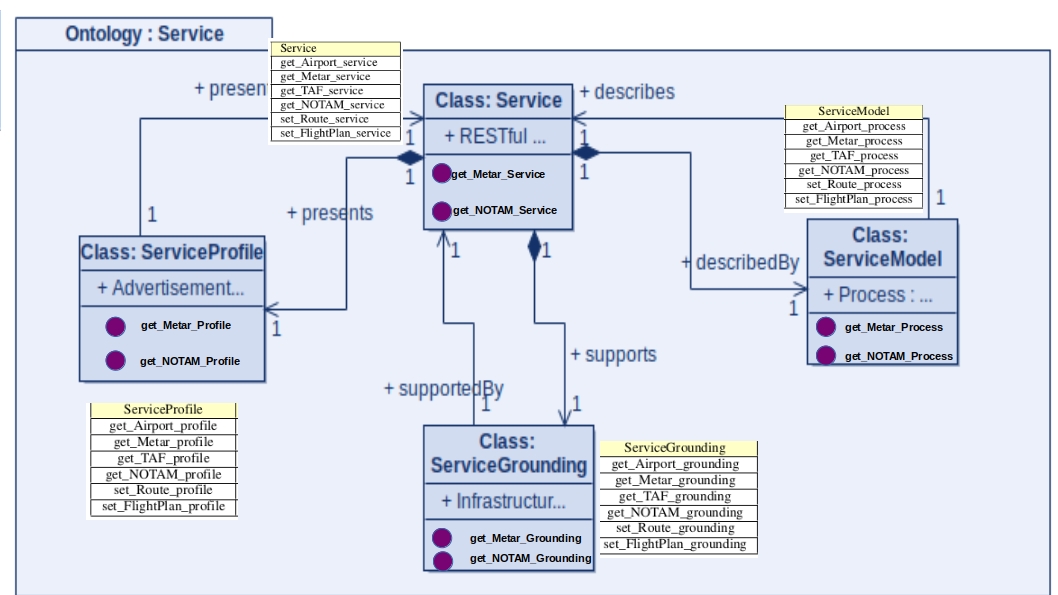 Ontology : Service
Service
get_Airport_service
get_Metar_service
get_TAF_service
get_NOTAM_service
set_Route_service
set_FlightPlan_service
+ presen
1
1
Class: Service
+ RESTful ...
get_Metar_Service
get_NOTAM_Service
+ describes
1
1
ServiceModel
get_Airport_process
get_Metar_process
get_TAF_process
get_NOTAM_process
set_Route_process
set_FlightPlan_process
1
1
+ presents
Class: ServiceProfile
+ Advertisement...
get_Metar_Profile
get_NOTAM_Profile
1
1
1
+ describedBy
1
Class:
ServiceModel
+ Process : ...
get_Metar_Process
get_NOTAM_Process
+ supports
+ supportedBy
1
1
ServiceProfile
get_Airport_profile
get_Metar_profile
get_TAF_profile
get_NOTAM_profile
set_Route_profile
set_FlightPlan_profile
Class:
ServiceGrounding
+ Infrastructur...
get_Metar_Grounding
get_NOTAM_Grounding
ServiceGrounding
get_Airport_grounding
get_Metar_grounding
get_TAF_grounding
get_NOTAM_grounding
set_Route_grounding
set_FlightPlan_grounding